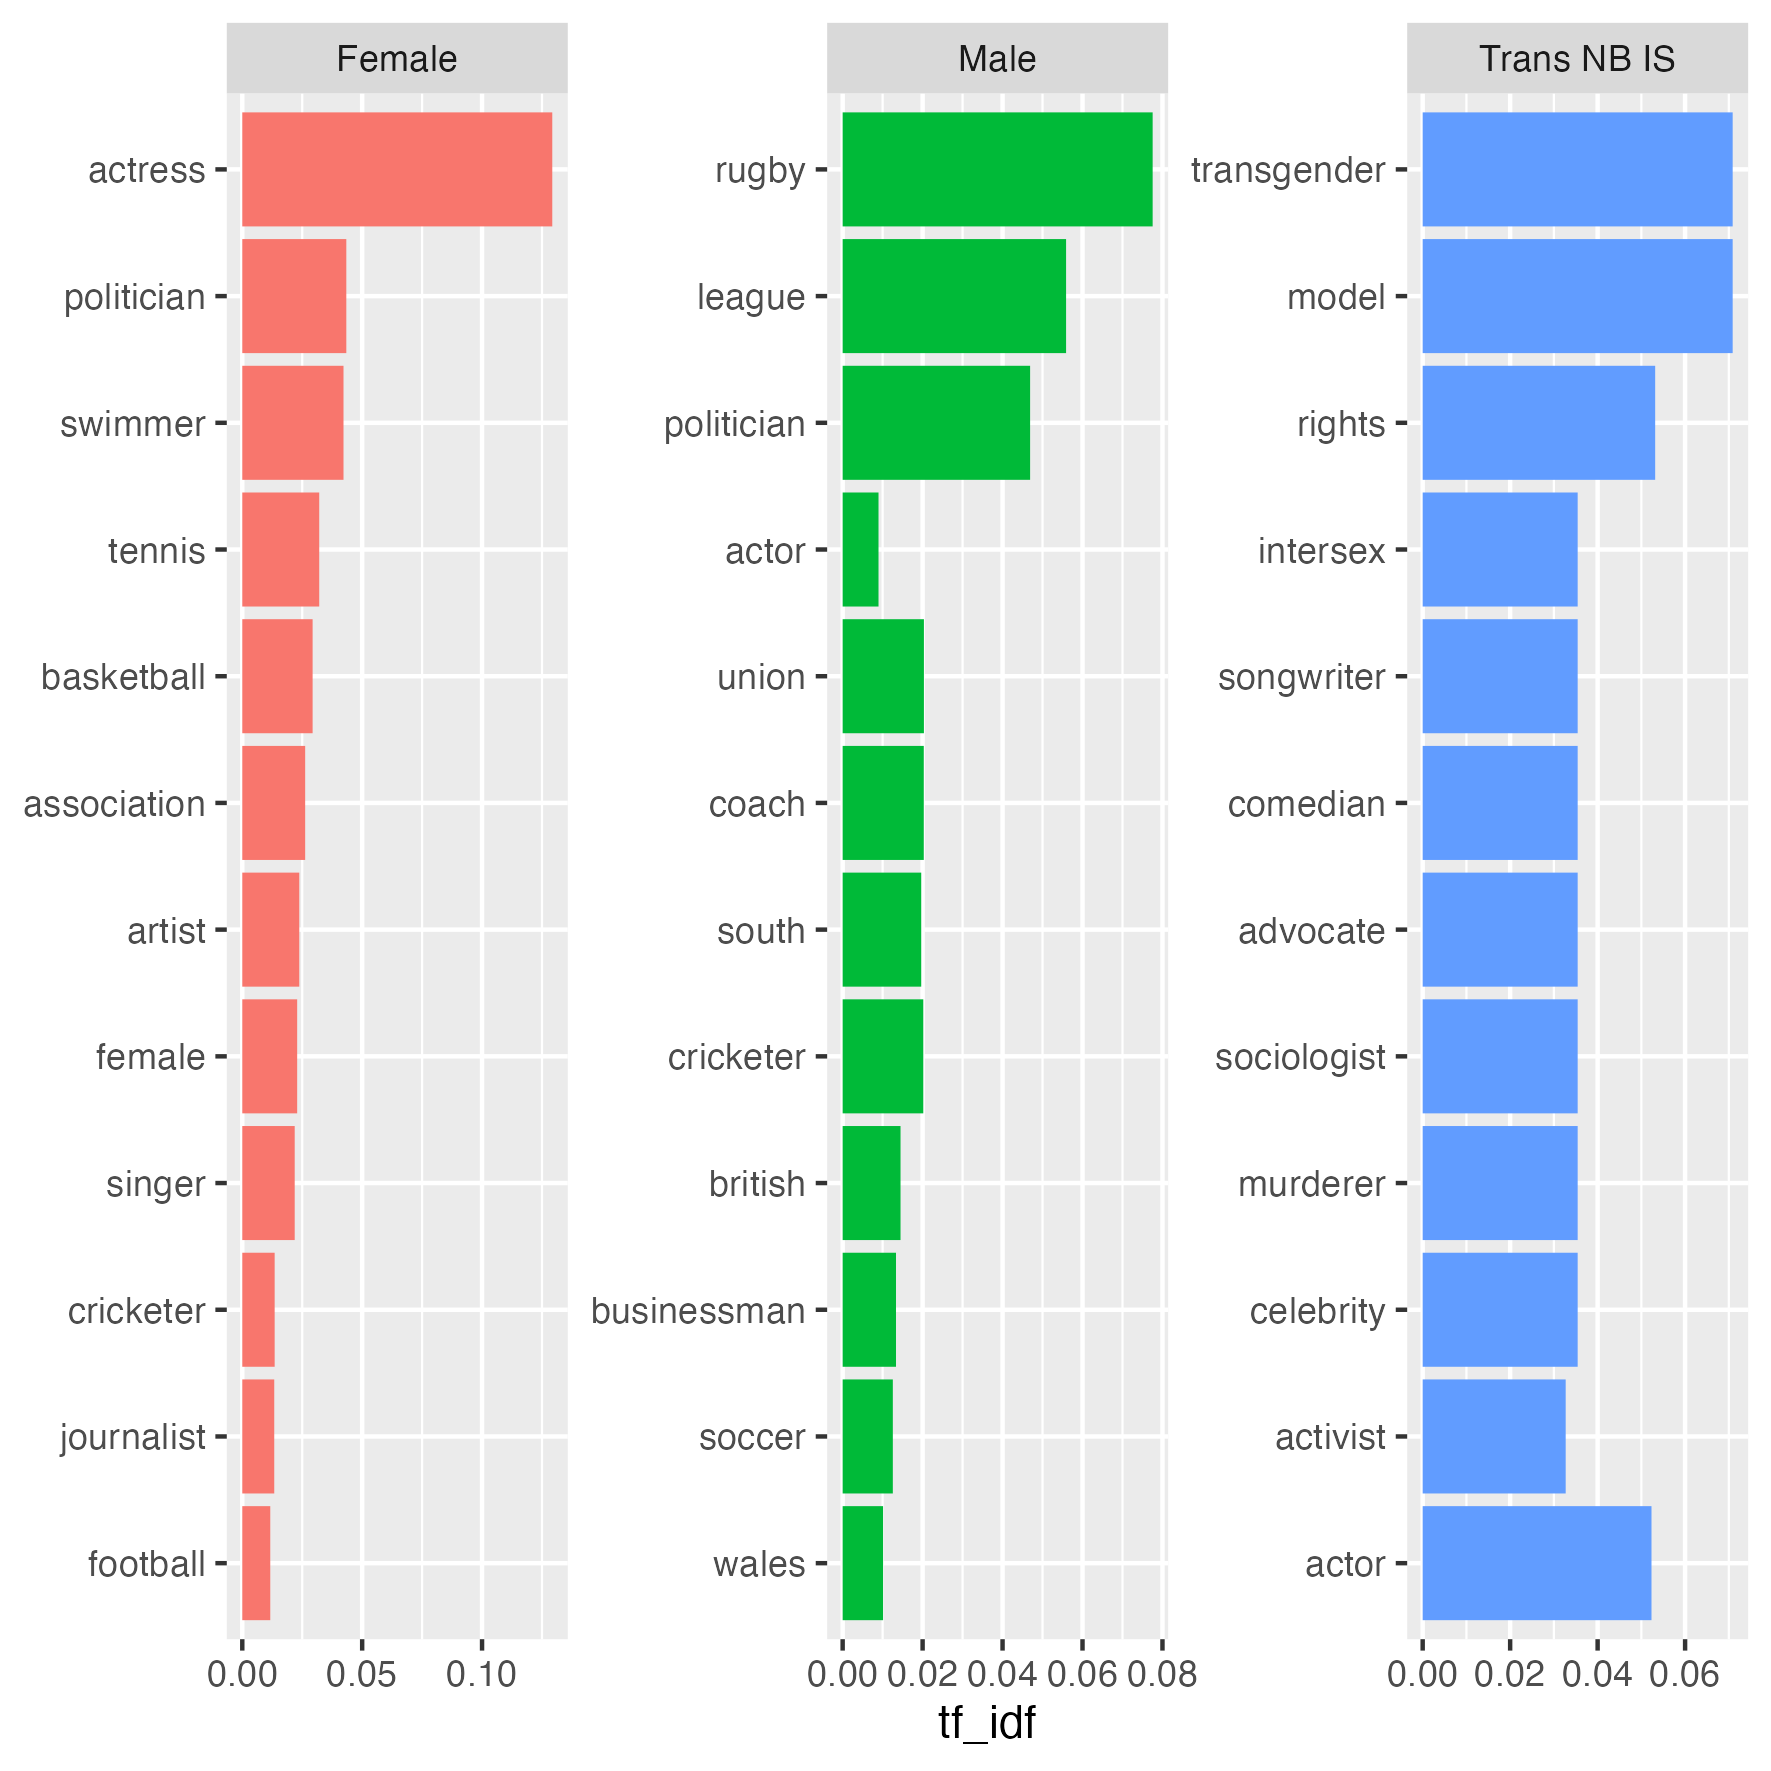 Female
actress
politician
swimmer
tennis
basketball
association
artist
female
singer
cricketer
journalist
football
0.00 0.05 0.10
Male
rugby
league
politician
actor
union
coach
south
cricketer
british
businessman
soccer
wales
0.00 0.02 0.04 0.06 0.08
Trans NB IS
transgender
model
rights
intersex
songwriter
comedian
advocate
sociologist
murderer
celebrity
activist
actor
0.00 0.02 0.04 0.06
tf_idf